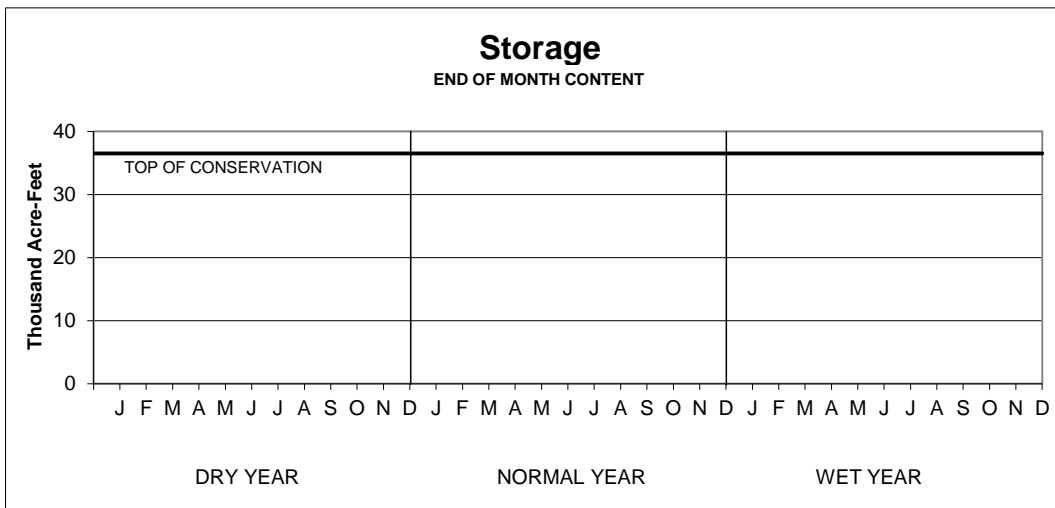 Storage
END OF MONTH CONTENT
Thousand Acre-Feet
40
30
20
10
0
TOP OF CONSERVATION
J F M A M J J A S O N D J F M A M J J A S O N D J F M A M J J A S O N D
DRY YEAR NORMAL YEAR WET YEAR